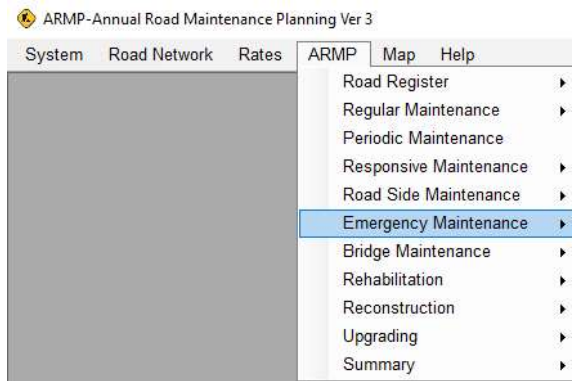 ARMP-Annual Road Maintenance Planning Ver 3
System Road Network Rates ARMP Map Help
Road Register
Regular Maintenance
Periodic Maintenance
Responsive Maintenance
Road Side Maintenance
Emergency Maintenance
Bridge Maintenance
Rehabilitation
Reconstruction
Upgrading
Summary